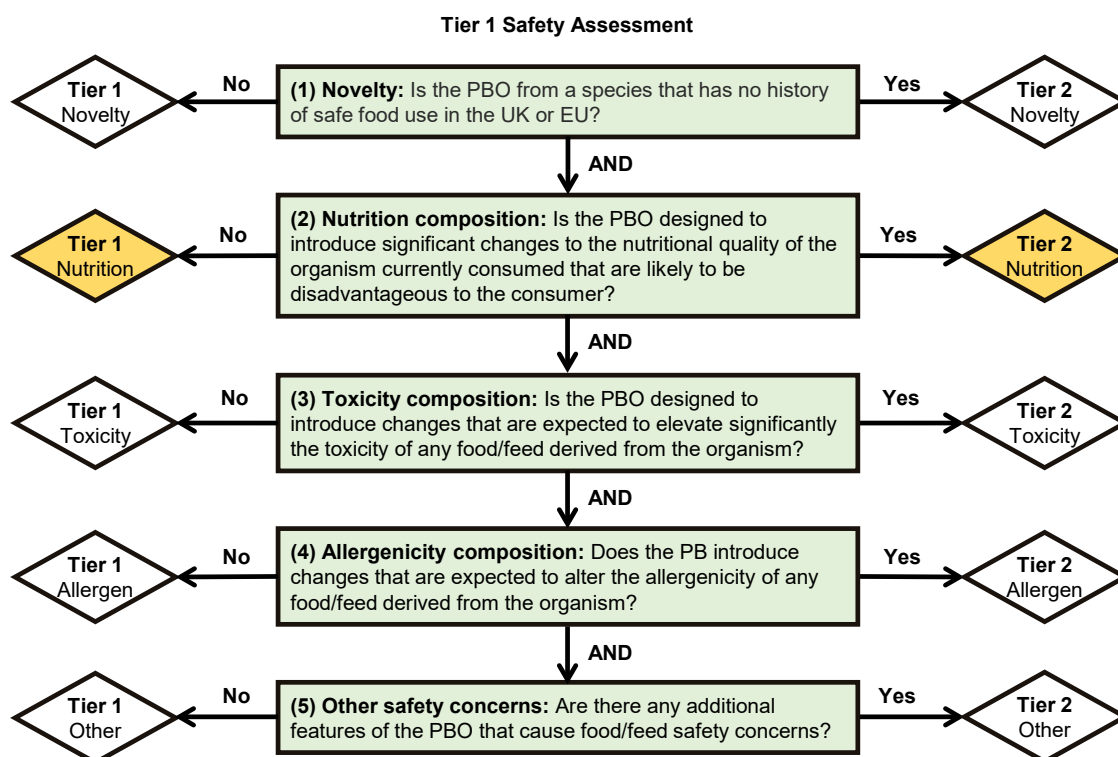 Tier 1 Safety Assessment
Tier 1
Novelty
No
(1) Novelty: Is the PBO from a species that has no history
of safe food use in the UK or EU?
Yes
Tier 2
Novelty
AND
Tier 1
Nutrition
No
(2) Nutrition composition: Is the PBO designed to
introduce significant changes to the nutritional quality of the
organism currently consumed that are likely to be
disadvantageous to the consumer?
Yes
Tier 2
Nutrition
AND
Tier 1
Toxicity
No
(3) Toxicity composition: Is the PBO designed to
introduce changes that are expected to elevate significantly
the toxicity of any food/feed derived from the organism?
Yes
Tier 2
Toxicity
AND
Tier 1
Allergen
No
(4) Allergenicity composition: Does the PB introduce
changes that are expected to alter the allergenicity of any
food/feed derived from the organism?
Yes
Tier 2
Allergen
AND
Tier 1
Other
No
(5) Other safety concerns: Are there any additional
features of the PBO that cause food/feed safety concerns?
Yes
Tier 2
Other